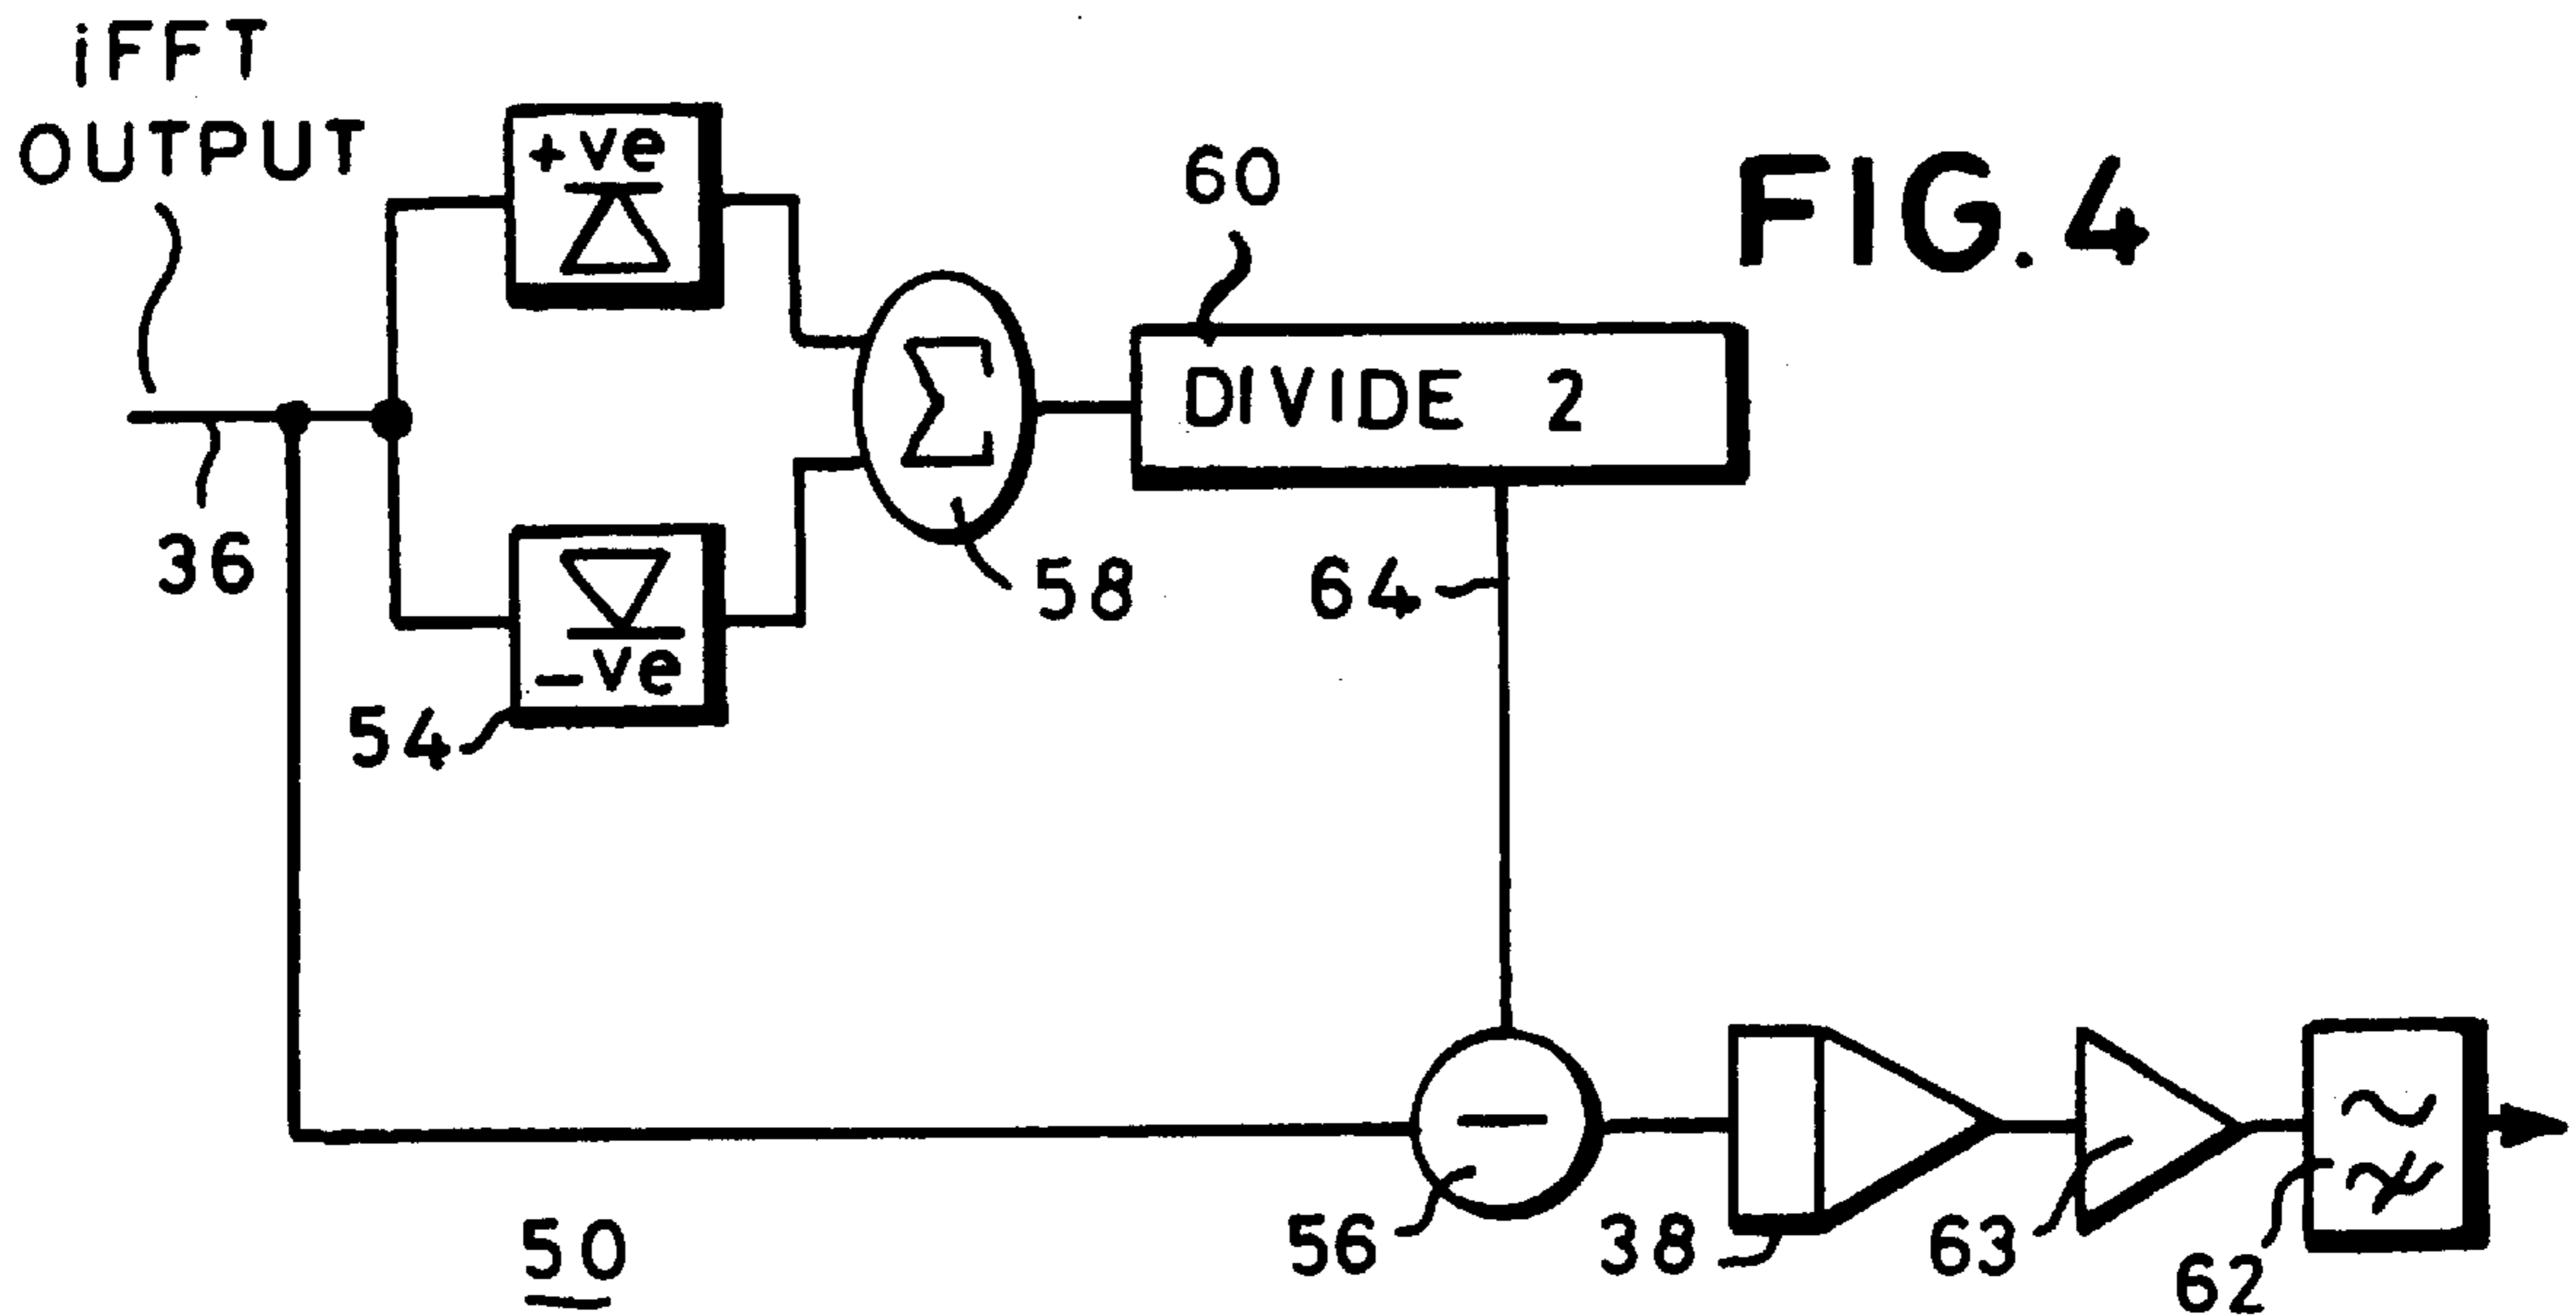 iFFT
OUTPUT
+ve
60
FIG. 4
Σ
DIVIDE 2
36
58
64
-ve
54
—
56
38
63
62
50